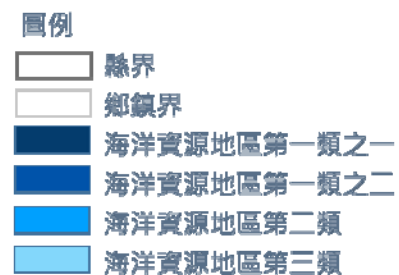 圖例
縣界
鄉鎮界
海洋資源地區第一類之一
海洋資源地區第一類之二
海洋資源地區第二類
海洋資源地區第三類